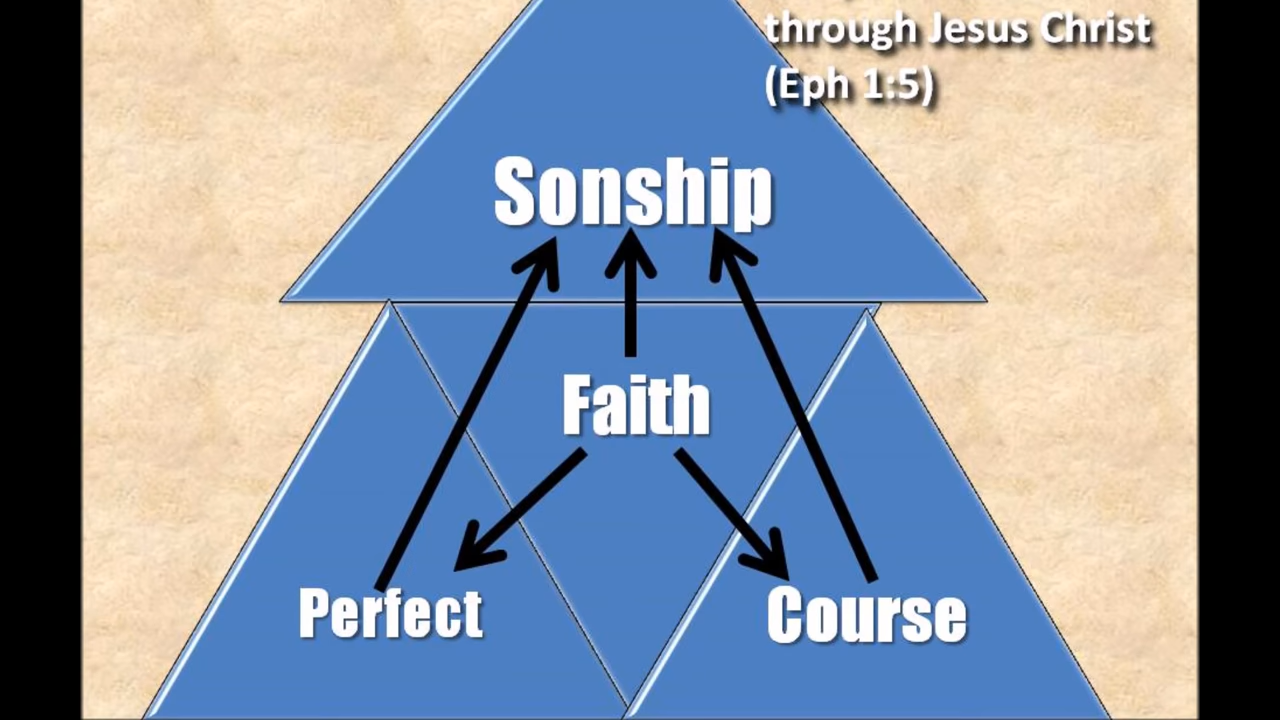 through Jesus Christ
(Eph 1:5)
Sonship
Faith
Perfect
Course